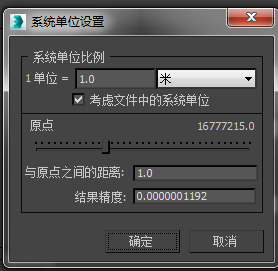 系统单位设置
系统单位比例
1 单位 = 1.0 米
考虑文件中的系统单位
原点 16777215.0
与原点之间的距离: 1.0
结果精度: 0.0000001192
确定 取消